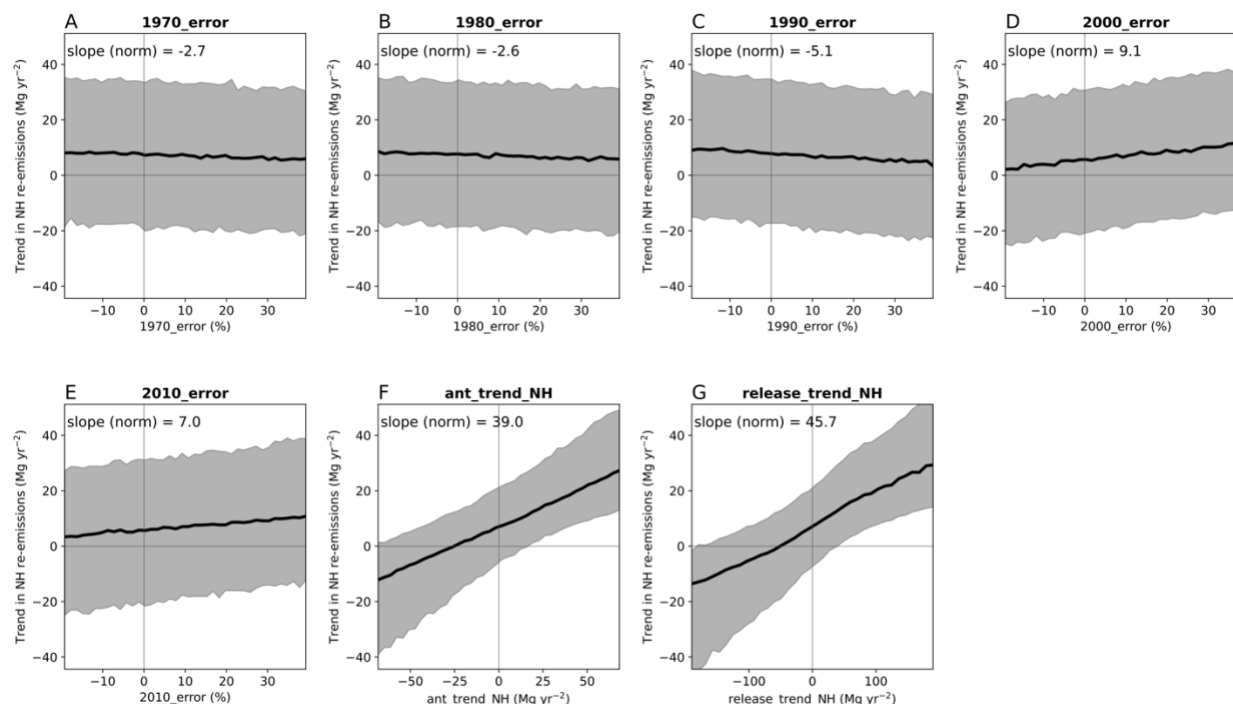 A
1970_error
slope (norm) = -2.7
Trend in NH re-emissions (Mg yr⁻²)
40
20
0
−20
−40
−10 0 10 20 30
1970_error (%)
B
1980_error
slope (norm) = -2.6
Trend in NH re-emissions (Mg yr⁻²)
40
20
0
−20
−40
−10 0 10 20 30
1980_error (%)
C
1990_error
slope (norm) = -5.1
Trend in NH re-emissions (Mg yr⁻²)
40
20
0
−20
−40
−10 0 10 20 30
1990_error (%)
D
2000_error
slope (norm) = 9.1
Trend in NH re-emissions (Mg yr⁻²)
40
20
0
−20
−40
−10 0 10 20 30
2000_error (%)
E
2010_error
slope (norm) = 7.0
Trend in NH re-emissions (Mg yr⁻²)
40
20
0
−20
−40
−10 0 10 20 30
2010_error (%)
F
ant_trend_NH
slope (norm) = 39.0
Trend in NH re-emissions (Mg yr⁻²)
40
20
0
−20
−40
−50 −25 0 25 50
ant_trend_NH (Mg yr⁻²)
G
release_trend_NH
slope (norm) = 45.7
Trend in NH re-emissions (Mg yr⁻²)
40
20
0
−20
−40
−100 0 100
release_trend_NH (Mg yr⁻²)